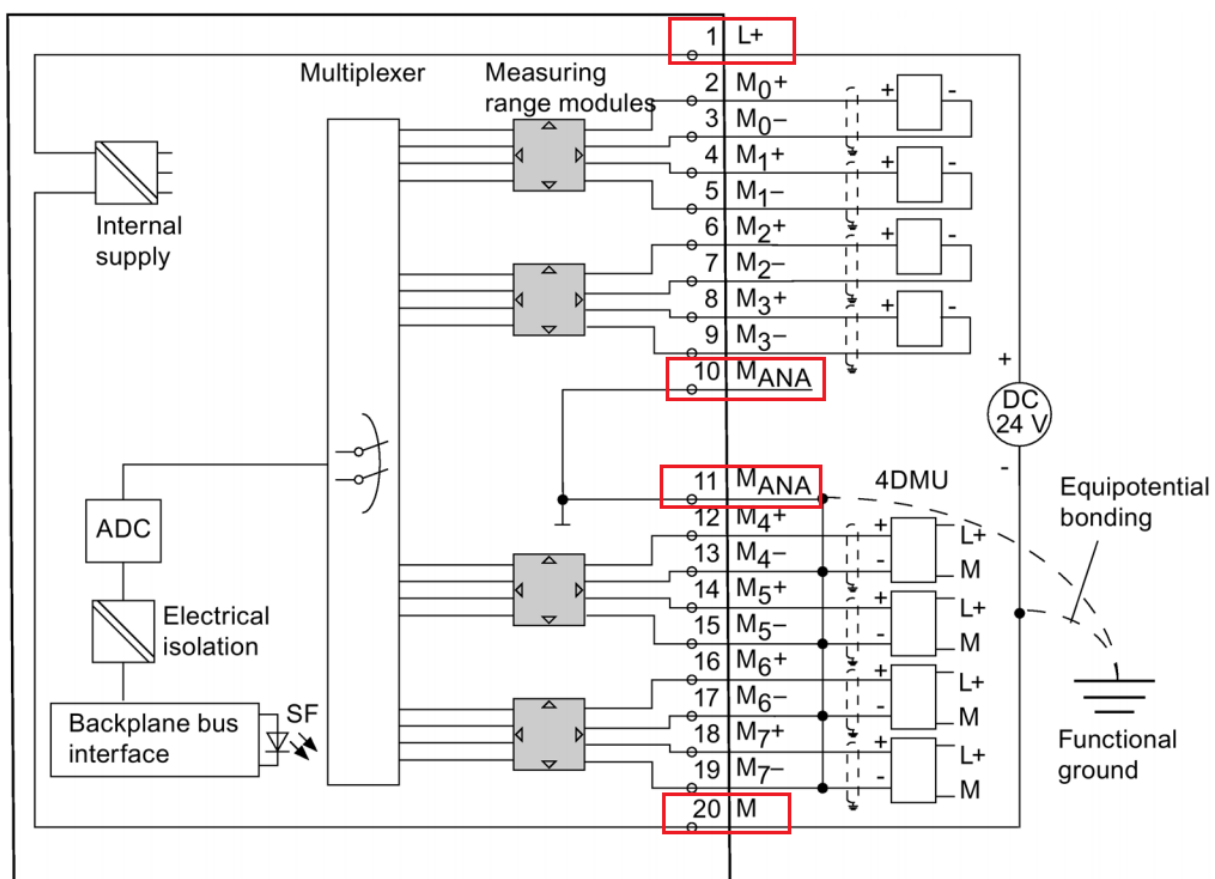 1 L+
Multiplexer
Measuring
range modules
2 M0+
+ -
3 M0−
4 M1+
+ -
5 M1−
6 M2+
+ -
7 M2−
8 M3+
+ -
9 M3−
10 MANA
Internal
supply
+
DC
24 V
-
11 MANA
4DMU
Equipotential
bonding
12 M4+
+ L+
13 M4−
- M
14 M5+
+ L+
15 M5−
- M
16 M6+
+ L+
17 M6−
- M
18 M7+
+ L+
19 M7−
- M
20 M
ADC
Electrical
isolation
Backplane bus
interface
SF
Functional
ground